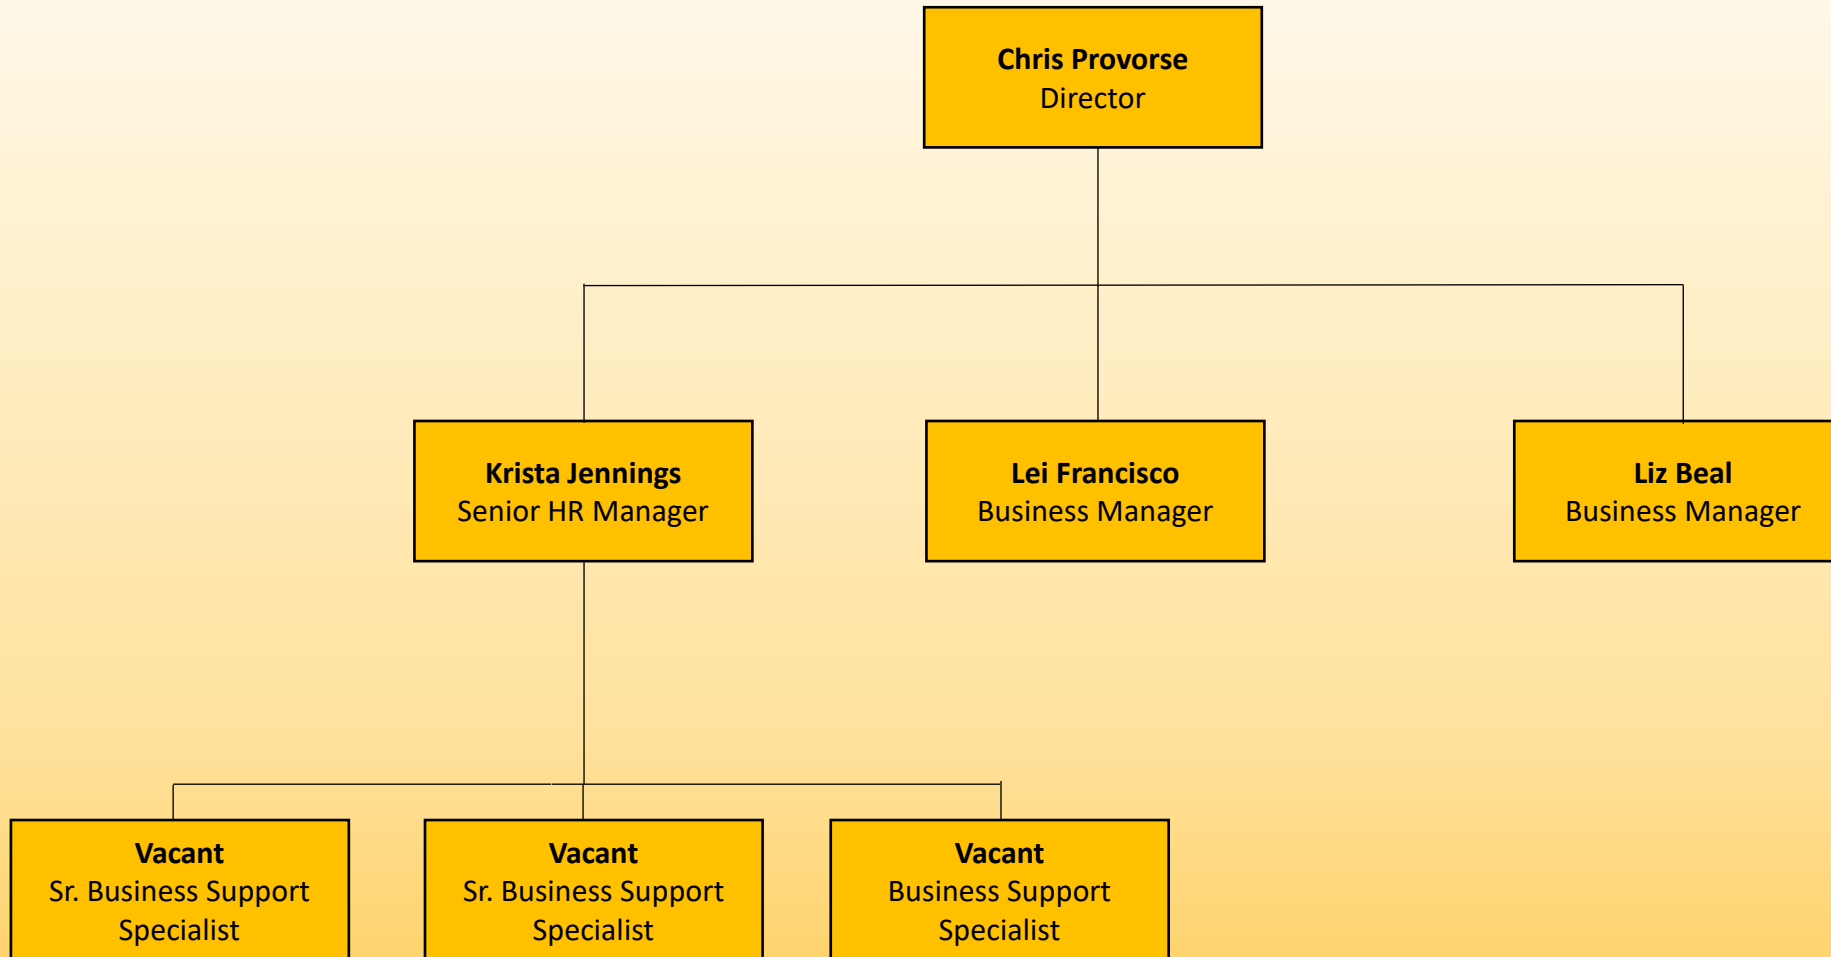 Chris Provorse
Director
Krista Jennings
Senior HR Manager
Lei Francisco
Business Manager
Liz Beal
Business Manager
Vacant
Sr. Business Support
Specialist
Vacant
Sr. Business Support
Specialist
Vacant
Business Support
Specialist